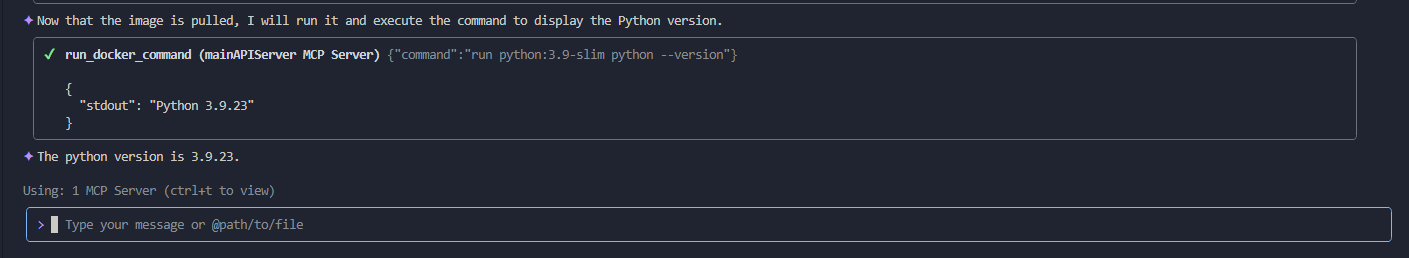 ✦Now that the image is pulled, I will run it and execute the command to display the Python version.
✓ run_docker_command (mainAPIServer MCP Server) {"command":"run python:3.9-slim python --version"}
{
"stdout": "Python 3.9.23"
}
✦The python version is 3.9.23.
Using: 1 MCP Server (ctrl+t to view)
> Type your message or @path/to/file